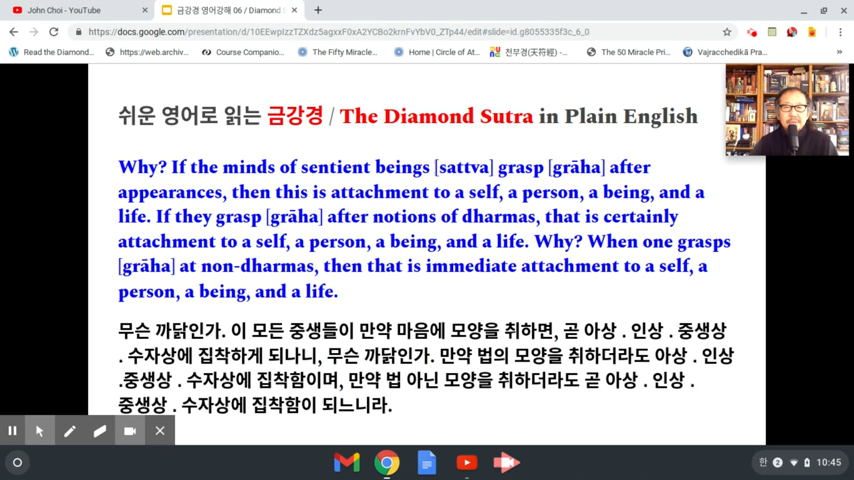 John Choi - YouTube
금강경 영어강해 06 / Diamond
https://docs.google.com/presentation/d/10EEwpIzzTZXdz5agxxF0xA2YCBo2krnFvYbV0_ZTp44/edit#slide=id.g8055335f3c_6_0
Read the Diamond...
https://web.archiv...
Course Companio...
The Fifty Miracle...
Home | Circle of At...
천부경(天符經) -...
The 50 Miracle Pri...
Vajracchedikā Pra...
쉬운 영어로 읽는 금강경 / The Diamond Sutra in Plain English
Why? If the minds of sentient beings [sattva] grasp [grāha] after
appearances, then this is attachment to a self, a person, a being, and a
life. If they grasp [grāha] after notions of dharmas, that is certainly
attachment to a self, a person, a being, and a life. Why? When one grasps
[grāha] at non-dharmas, then that is immediate attachment to a self, a
person, a being, and a life.
무슨 까닭인가. 이 모든 중생들이 만약 마음에 모양을 취하면, 곧 아상 . 인상 . 중생상
. 수자상에 집착하게 되나니, 무슨 까닭인가. 만약 법의 모양을 취하더라도 아상 . 인상
.중생상 . 수자상에 집착함이며, 만약 법 아닌 모양을 취하더라도 곧 아상 . 인상 .
중생상 . 수자상에 집착함이 되느니라.
한 2 10:45